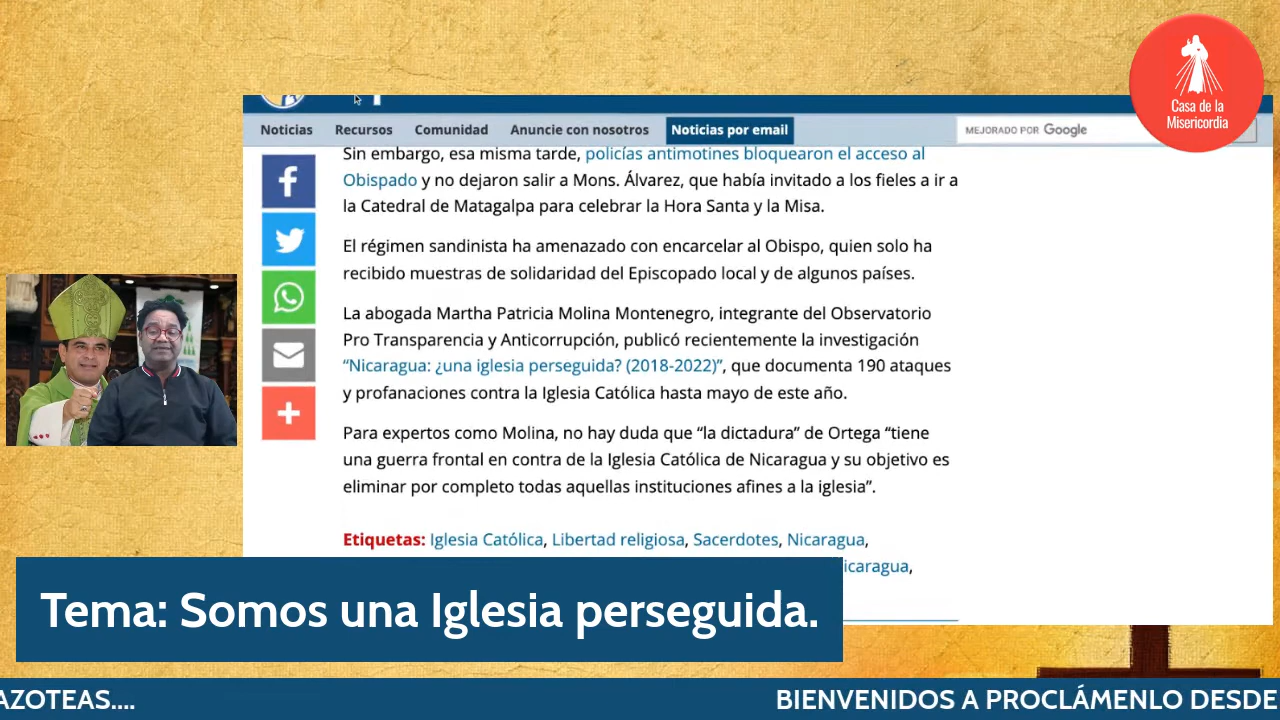 Casa de la
Misericordia
Noticias Recursos Comunidad Anuncie con nosotros Noticias por email MEJORADO POR Google
Sin embargo, esa misma tarde, policías antimotines bloquearon el acceso al
Obispado y no dejaron salir a Mons. Álvarez, que había invitado a los fieles a ir a
la Catedral de Matagalpa para celebrar la Hora Santa y la Misa.
El régimen sandinista ha amenazado con encarcelar al Obispo, quien solo ha
recibido muestras de solidaridad del Episcopado local y de algunos países.
La abogada Martha Patricia Molina Montenegro, integrante del Observatorio
Pro Transparencia y Anticorrupción, publicó recientemente la investigación
“Nicaragua: ¿una iglesia perseguida? (2018-2022)”, que documenta 190 ataques
y profanaciones contra la Iglesia Católica hasta mayo de este año.
Para expertos como Molina, no hay duda que “la dictadura” de Ortega “tiene
una guerra frontal en contra de la Iglesia Católica de Nicaragua y su objetivo es
eliminar por completo todas aquellas instituciones afines a la iglesia”.
Etiquetas: Iglesia Católica, Libertad religiosa, Sacerdotes, Nicaragua,
icaragua,
Tema: Somos una Iglesia perseguida.
AZOTEAS.... BIENVENIDOS A PROCLÁMENLO DESDE